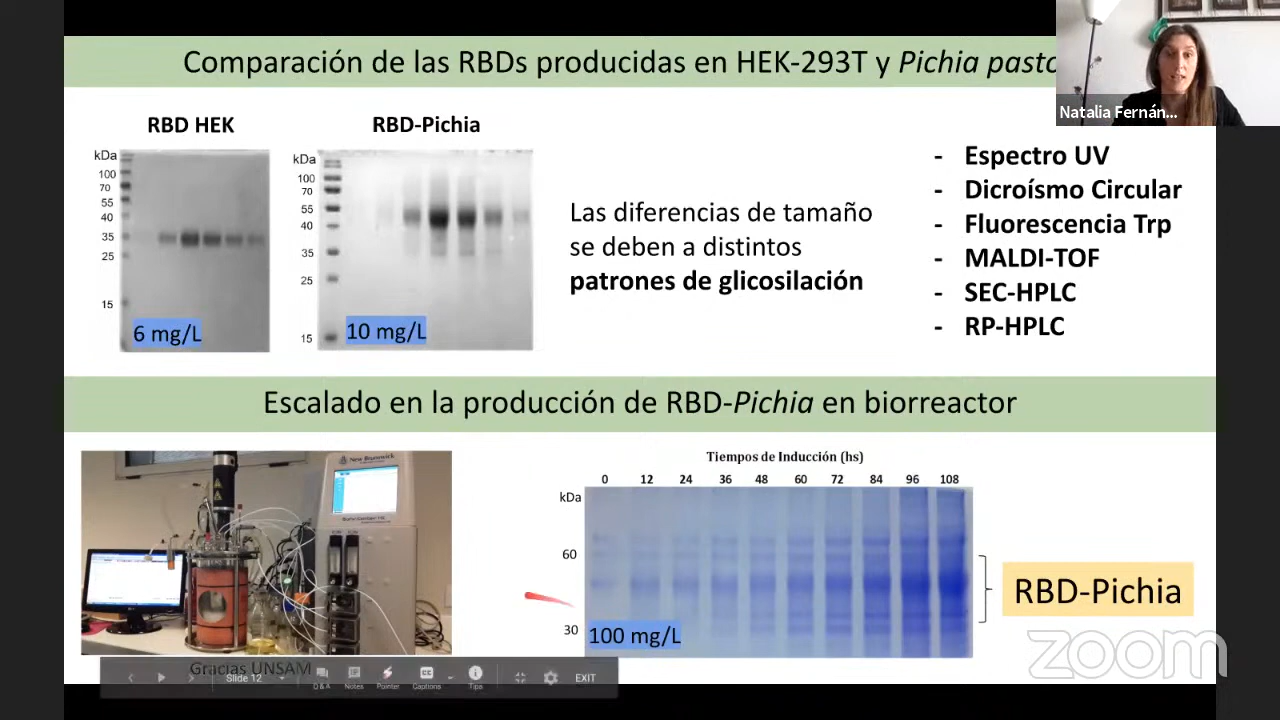 Comparación de las RBDs producidas en HEK-293T y Pichia pasto
Natalia Fernán...
RBD HEK
RBD-Pichia
kDa
100
70
55
40
35
25
15
6 mg/L
kDa
100
70
55
40
35
25
15
10 mg/L
Las diferencias de tamaño
se deben a distintos
patrones de glicosilación
- Espectro UV
- Dicroísmo Circular
- Fluorescencia Trp
- MALDI-TOF
- SEC-HPLC
- RP-HPLC
Escalado en la producción de RBD-Pichia en biorreactor
New Brunswick
Tiempos de Inducción (hs)
0 12 24 36 48 60 72 84 96 108
kDa
60
30
100 mg/L
RBD-Pichia
zoom
Gracias UNSAM
Slide 12
Q & A
Notes
Pointer
Captions
Tips
EXIT